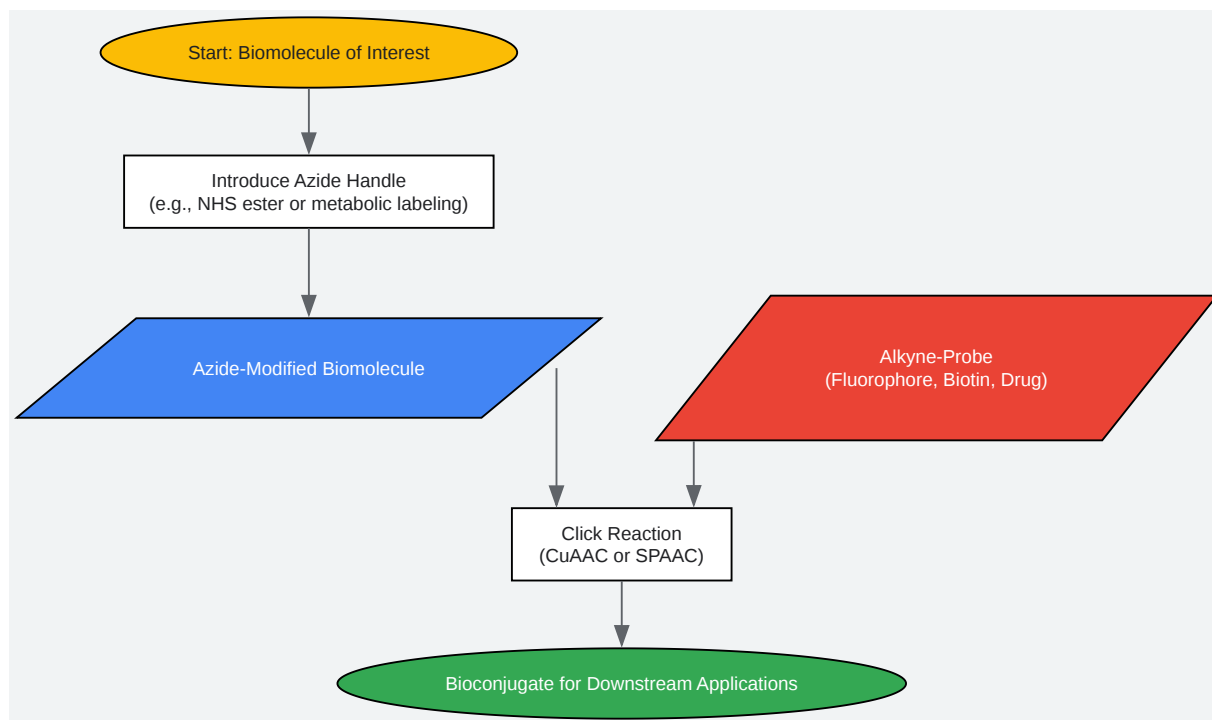 Start: Biomolecule of Interest
Introduce Azide Handle
(e.g., NHS ester or metabolic labeling)
Azide-Modified Biomolecule
Alkyne-Probe
(Fluorophore, Biotin, Drug)
Click Reaction
(CuAAC or SPAAC)
Bioconjugate for Downstream Applications